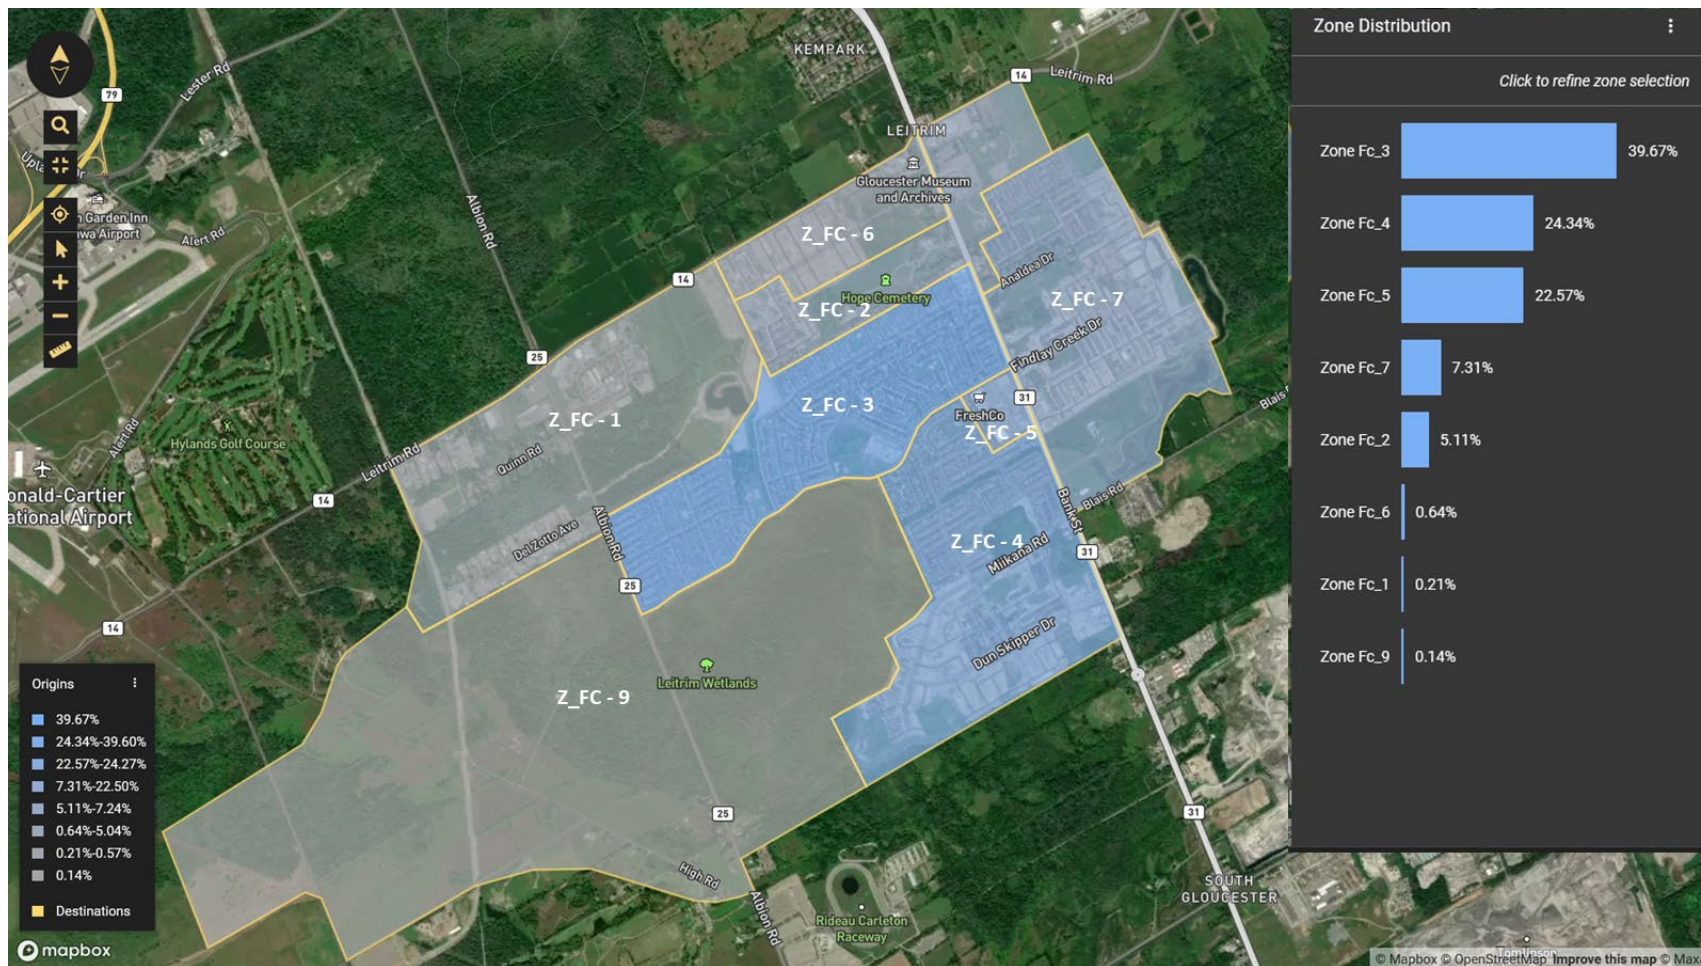 KEMPARK
14
Leitrim Rd
79
Lester Rd
LEITRIM
Gloucester Museum
and Archives
Albion Rd
n Garden Inn
wa Airport
Alert Rd
Z_FC - 6
14
Analdea Dr
Hope Cemetery
Z_FC - 2
Z_FC - 7
25
Findlay Creek Dr
31
FreshCo
Z_FC - 5
Z_FC - 3
Z_FC - 1
Hylands Golf Course
Alert Rd
Quinn Rd
Leitrim Rd
14
onald-Cartier
ational Airport
Blais Rd
Bank St
Del Zotto Ave
Albion Rd
Z_FC - 4
Miikana Rd
31
25
14
Dun Skipper Dr
Leitrim Wetlands
Z_FC - 9
25
31
High Rd
Albion Rd
SOUTH
GLOUCESTER
Rideau Carleton
Raceway
Origins
39.67%
24.34%-39.60%
22.57%-24.27%
7.31%-22.50%
5.11%-7.24%
0.64%-5.04%
0.21%-0.57%
0.14%
Destinations
mapbox
Zone Distribution
Click to refine zone selection
Zone Fc_3 39.67%
Zone Fc_4 24.34%
Zone Fc_5 22.57%
Zone Fc_7 7.31%
Zone Fc_2 5.11%
Zone Fc_6 0.64%
Zone Fc_1 0.21%
Zone Fc_9 0.14%
Tomlinson
© Mapbox © OpenStreetMap Improve this map © Max